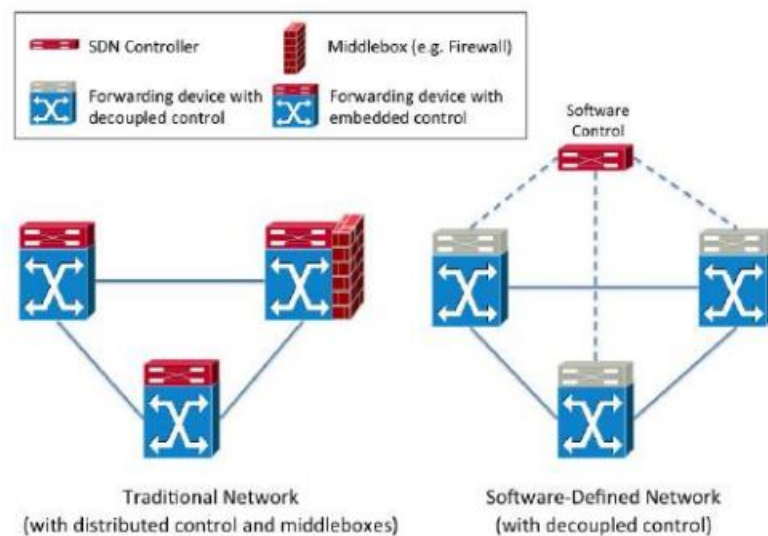 SDN Controller
Middlebox (e.g. Firewall)
Forwarding device with
decoupled control
Forwarding device with
embedded control
Software
Control
Traditional Network
(with distributed control and middleboxes)
Software-Defined Network
(with decoupled control)